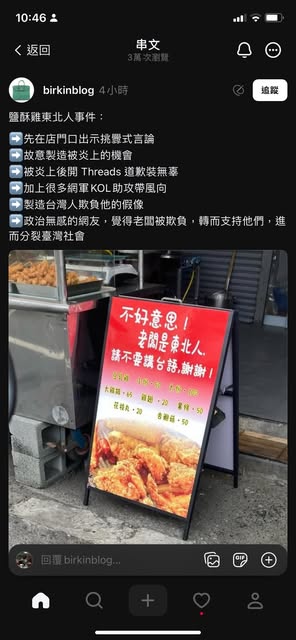 10:46
返回
串文
3萬次瀏覽
birkinblog 4小時
追蹤
鹽酥雞東北人事件：
➡️先在店門口出示挑釁式言論
➡️故意製造被炎上的機會
➡️被炎上後開 Threads 道歉裝無辜
➡️加上很多網軍 KOL 助攻帶風向
➡️製造台灣人欺負他的假像
➡️政治無感的網友，覺得老闆被欺負，轉而支持他們，進
而分裂臺灣社會
不好意思！
老闆是東北人，
請不要講台語，謝謝！
回覆 birkinblog...
GIF